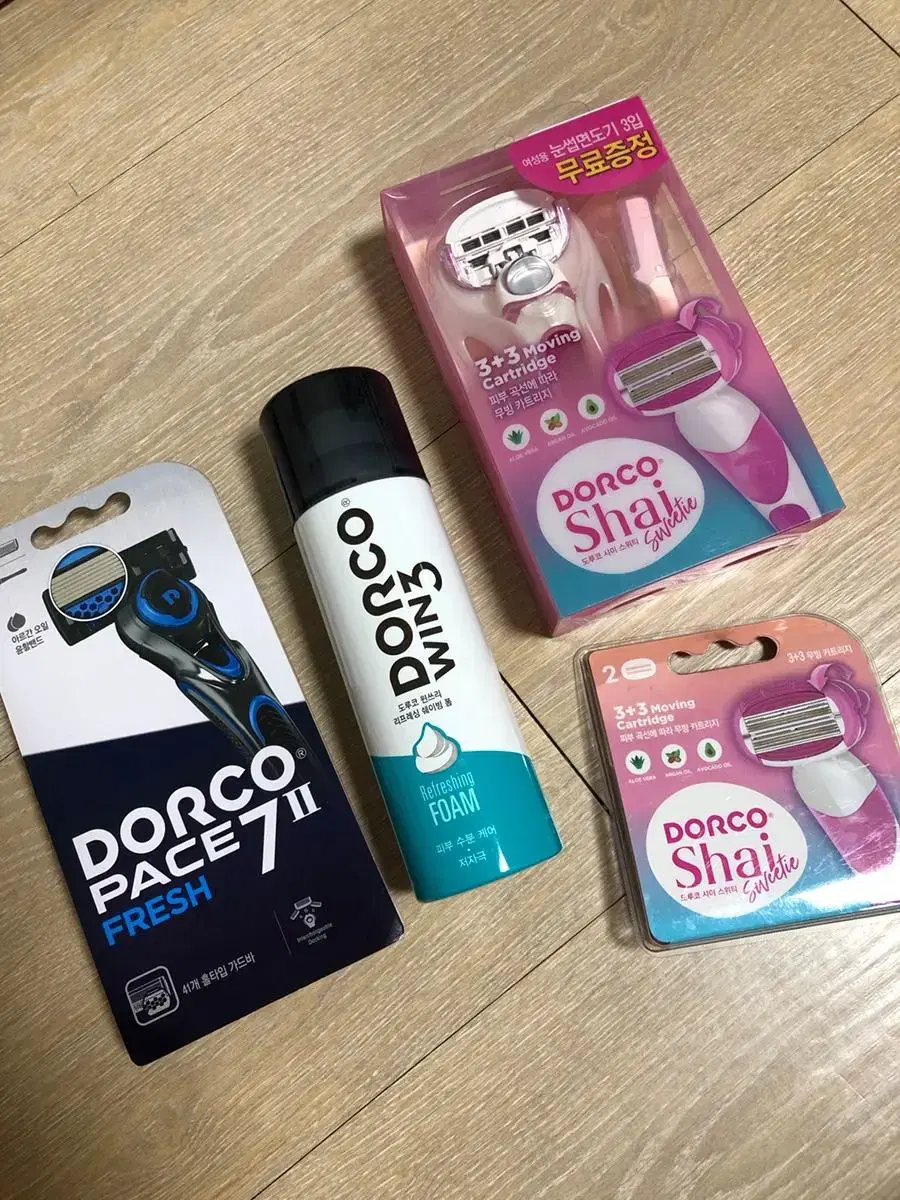 여성용 눈썹면도기 3입
무료증정
3+3 Moving
Cartridge
피부 곡선에 따라
무빙 카트리지
ALOE VERA
ARGAN OIL
AVOCADO OIL
DORCO®
Shai
Sweetie
도루코 샤이 스위티
DORCO®
WIN3
도루코 윈쓰리
리프레싱 쉐이빙 폼
Refreshing
FOAM
피부 수분 케어
저자극
아르간 오일
윤활밴드
DORCO®
PACE 7 II
FRESH
41개 홀타입 가드바
Interchangeable
Docking
2
3+3 무빙 카트리지
3+3 Moving
Cartridge
피부 곡선에 따라 무빙 카트리지
ALOE VERA
ARGAN OIL
AVOCADO OIL
DORCO®
Shai
Sweetie
도루코 샤이 스위티